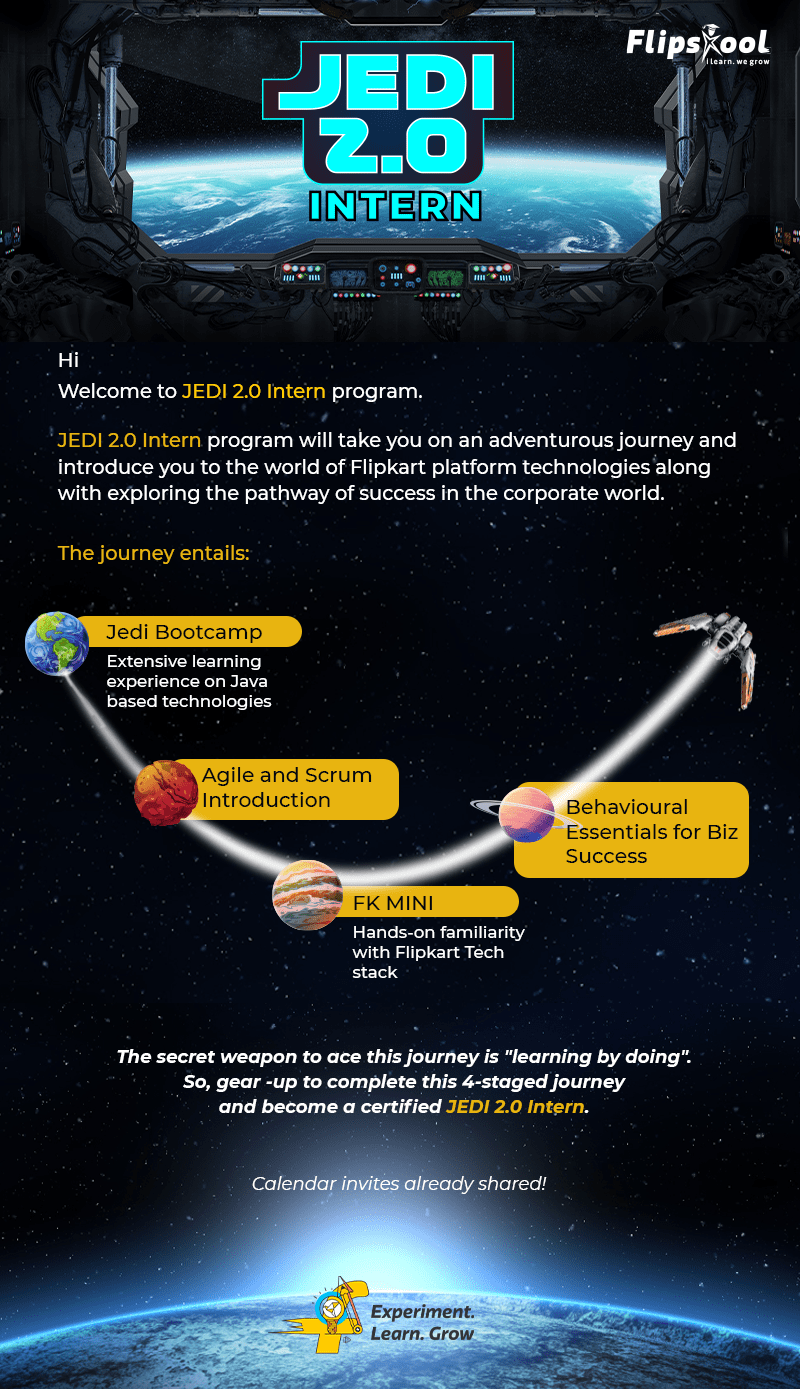 Flipskool
I learn. we grow
JEDI
2.0
INTERN
Hi
Welcome to JEDI 2.0 Intern program.
JEDI 2.0 Intern program will take you on an adventurous journey and
introduce you to the world of Flipkart platform technologies along
with exploring the pathway of success in the corporate world.
The journey entails:
Jedi Bootcamp
Extensive learning
experience on Java
based technologies
Agile and Scrum
Introduction
FK MINI
Hands-on familiarity
with Flipkart Tech
stack
Behavioural
Essentials for Biz
Success
The secret weapon to ace this journey is "learning by doing".
So, gear -up to complete this 4-staged journey
and become a certified JEDI 2.0 Intern.
Calendar invites already shared!
Experiment.
Learn. Grow